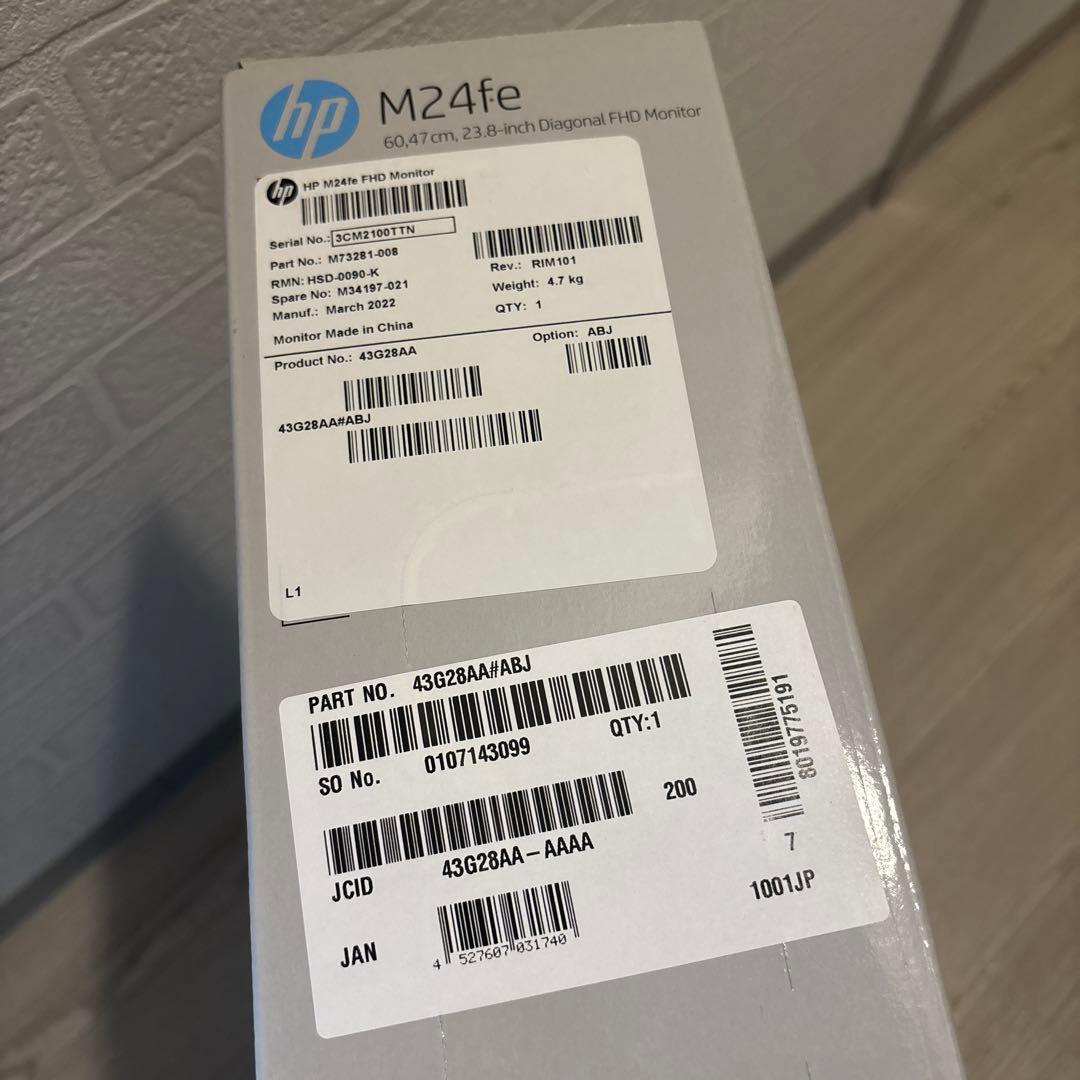 hp
M24fe
60,47cm, 23.8-inch Diagonal FHD Monitor
hp HP M24fe FHD Monitor
Serial No.: 3CM2100TTN
Part No.: M73281-008
RMN: HSD-0090-K
Rev.: RIM101
Spare No: M34197-021
Weight: 4.7 kg
Manuf.: March 2022
QTY: 1
Monitor Made in China
Product No.: 43G28AA
Option: ABJ
43G28AA#ABJ
L1
PART NO. 43G28AA#ABJ
QTY:1
SO No. 0107143099
200
JCID 43G28AA-AAAA
JAN
4 527607 031740
8019775191
7
1001JP